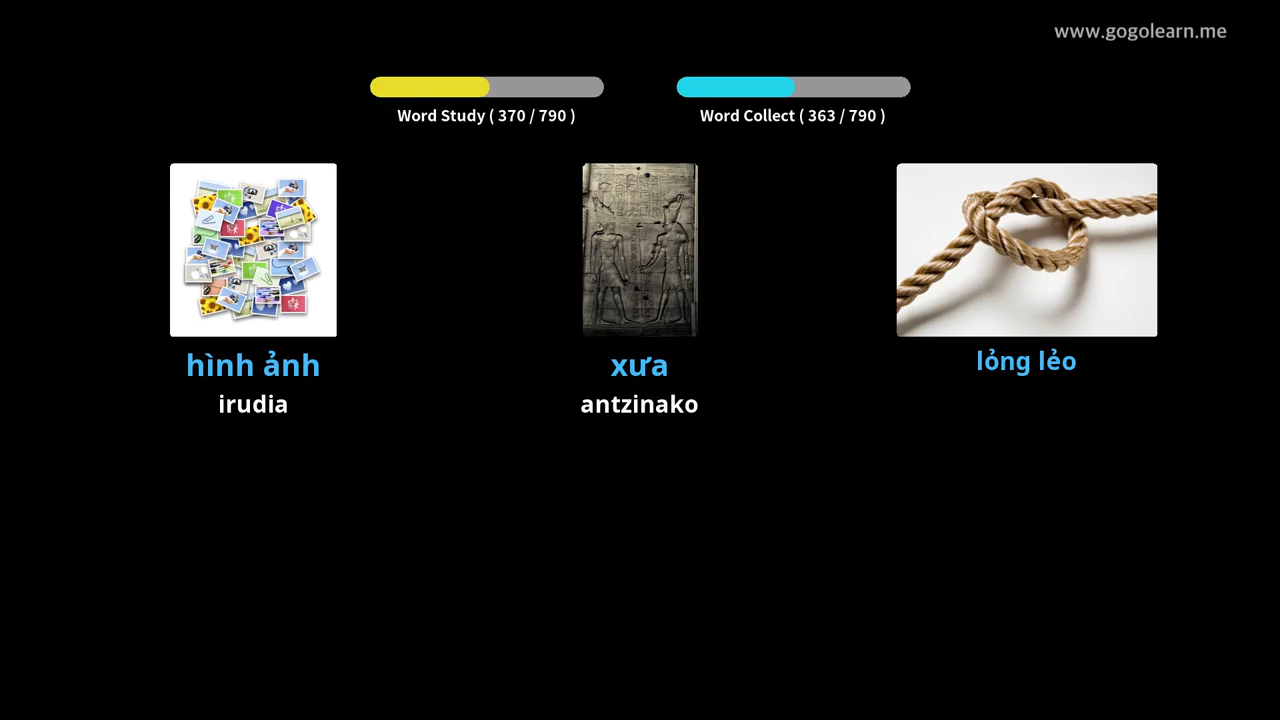 www.gogolearn.me
Word Study ( 370 / 790 )
Word Collect ( 363 / 790 )
hình ảnh
irudia
xưa
antzinako
lỏng lẻo